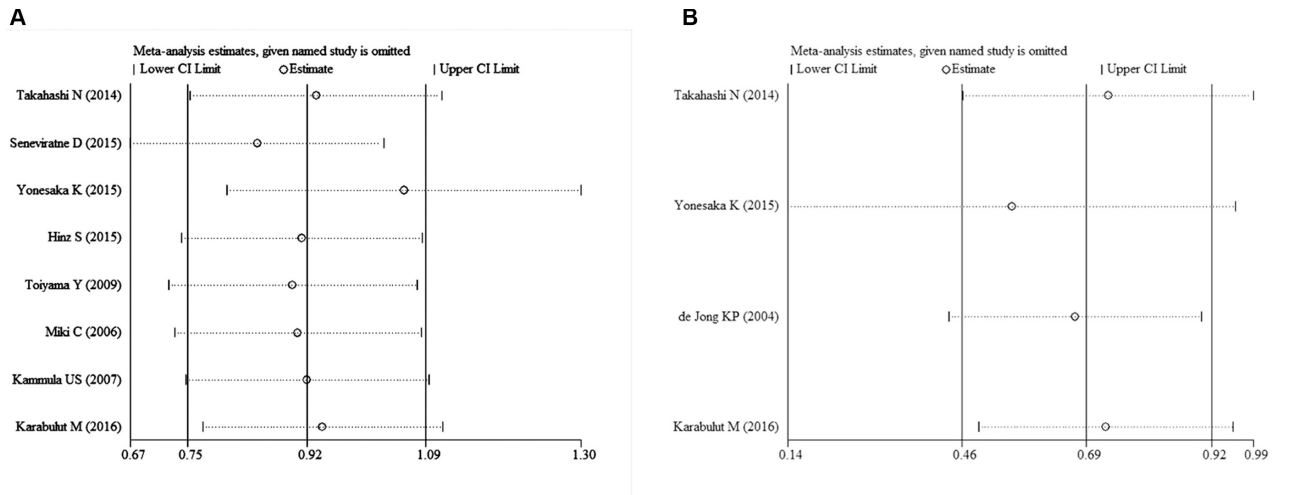 A
Meta-analysis estimates, given named study is omitted
| Lower CI Limit ○Estimate | Upper CI Limit
Takahashi N (2014)
Seneviratne D (2015)
Yonesaka K (2015)
Hinz S (2015)
Toiyama Y (2009)
Miki C (2006)
Kammula US (2007)
Karabulut M (2016)
0.67 0.75 0.92 1.09 1.30
B
Meta-analysis estimates, given named study is omitted
| Lower CI Limit ○Estimate | Upper CI Limit
Takahashi N (2014)
Yonesaka K (2015)
de Jong KP (2004)
Karabulut M (2016)
0.14 0.46 0.69 0.92 0.99